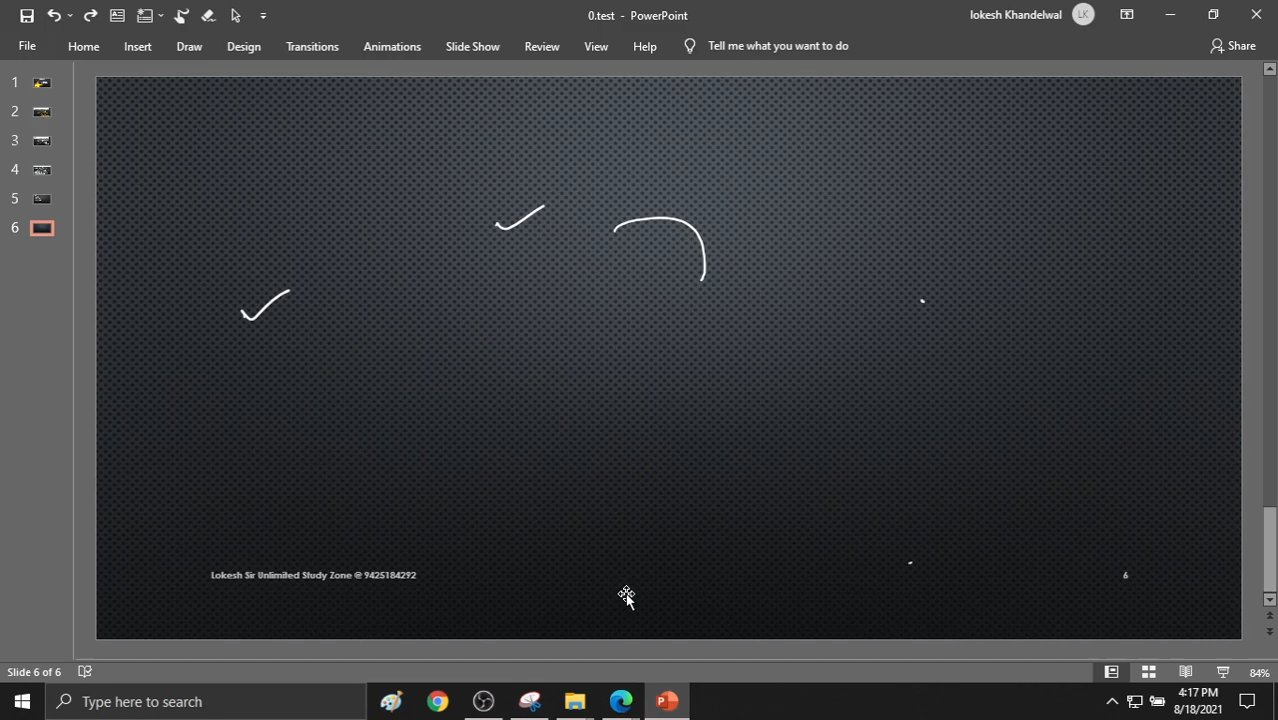 0.test - PowerPoint
lokesh Khandelwal
LK
File Home Insert Draw Design Transitions Animations Slide Show Review View Help Tell me what you want to do Share
1
2
3
4
5
6
Lokesh Sir Unlimited Study Zone @ 9425184292
6
Slide 6 of 6
84%
Type here to search
4:17 PM
8/18/2021